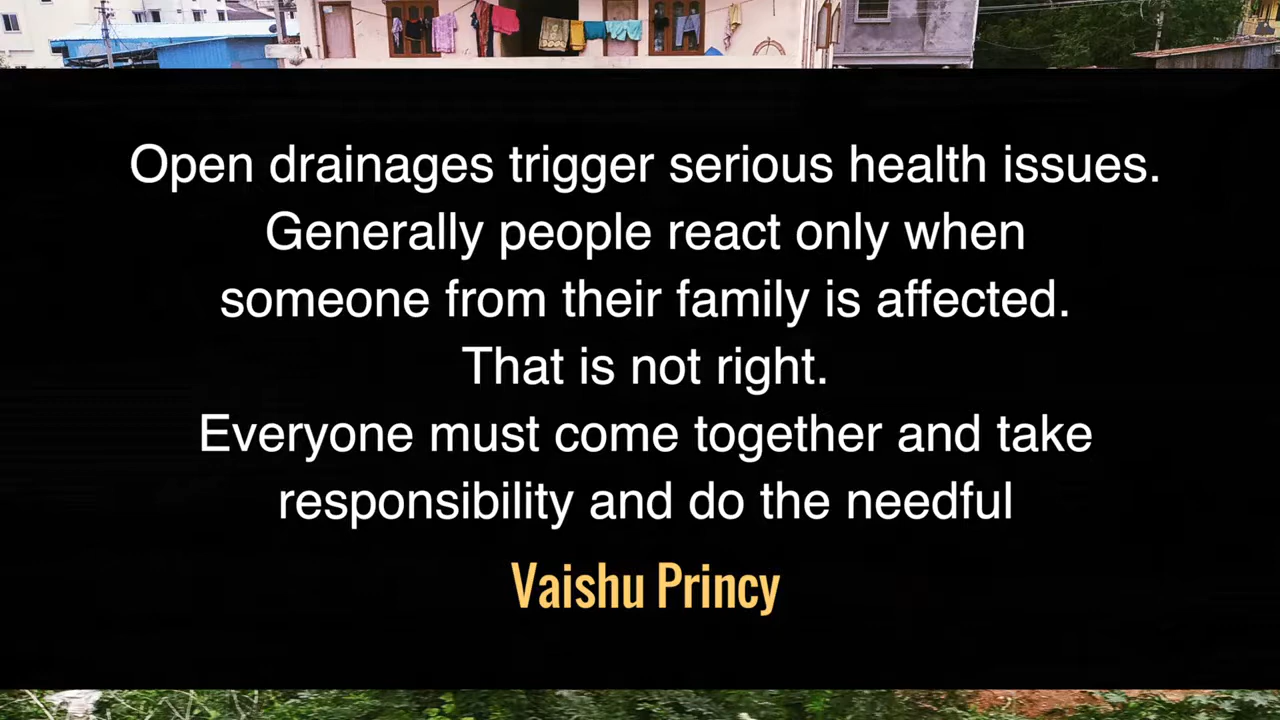 Open drainages trigger serious health issues.
Generally people react only when
someone from their family is affected.
That is not right.
Everyone must come together and take
responsibility and do the needful
Vaishu Princy